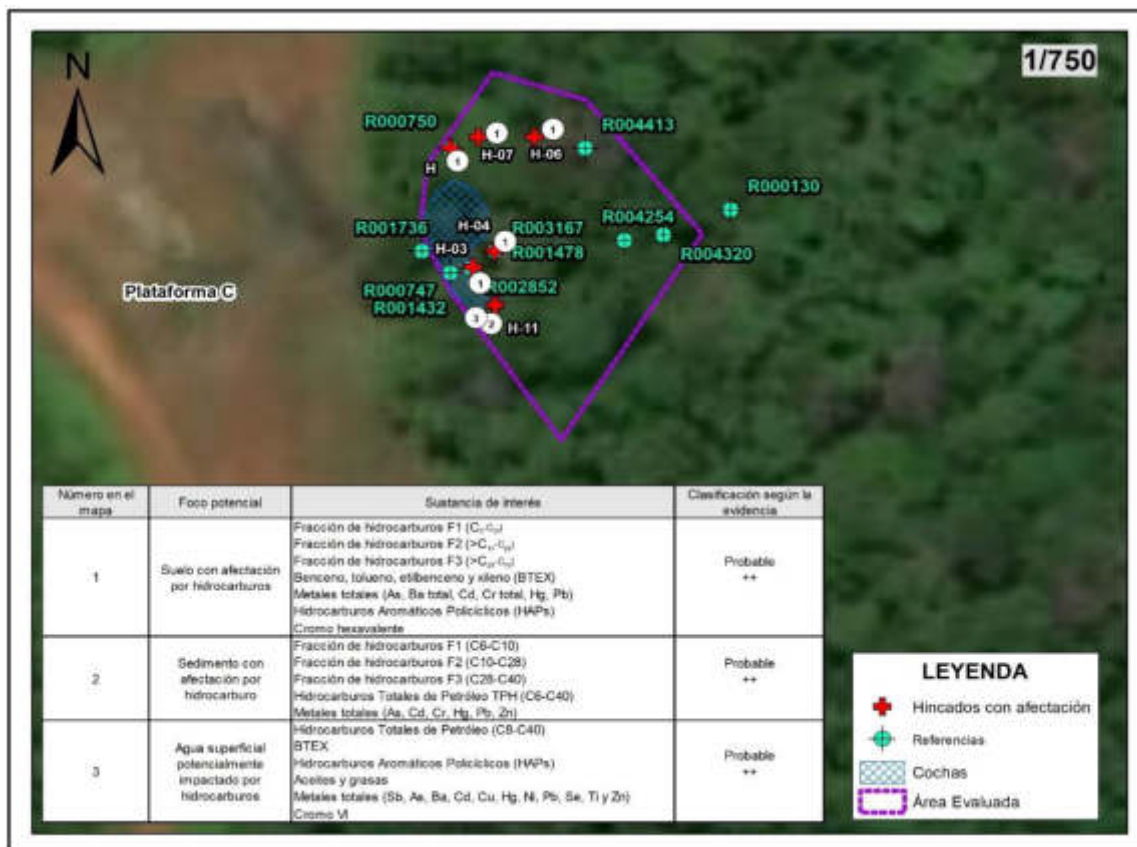 N
1/750
R000750
R004413
1
1
H-07
H-06
H
1
R000130
H-04
R003167
R004254
R001736
1
H-03
R001478
R004320
Plataforma C
R000747
1
R002852
R001432
3
2
H-11
Número en el mapa
Foco potencial
Sustancia de interés
Clasificación según la evidencia
1
Suelo con afectación por hidrocarburos
Fracción de hidrocarburos F1
Fracción de hidrocarburos F2
Fracción de hidrocarburos F3
Benceno, tolueno, etilbenceno y xileno (BTEX)
Metales totales (As, Ba total, Cd, Cr total, Hg, Pb)
Hidrocarburos Aromáticos Policíclicos (HAPs)
Cromo hexavalente
Probable
++
2
Sedimento con afectación por hidrocarburo
Fracción de hidrocarburos F1 (C6-C10)
Fracción de hidrocarburos F2 (C10-C28)
Fracción de hidrocarburos F3 (C28-C40)
Hidrocarburos Totales de Petróleo TPH (C6-C40)
Metales totales (As, Cd, Cr, Hg, Pb, Zn)
Probable
++
3
Agua superficial potencialmente impactado por hidrocarburos
Hidrocarburos Totales de Petróleo (C8-C40)
BTEX
Hidrocarburos Aromáticos Policíclicos (HAPs)
Aceites y grasas
Metales totales (Sb, As, Ba, Cd, Cu, Hg, Ni, Pb, Se, Ti y Zn)
Cromo VI
Probable
++
LEYENDA
Hincados con afectación
Referencias
Cochas
Área Evaluada